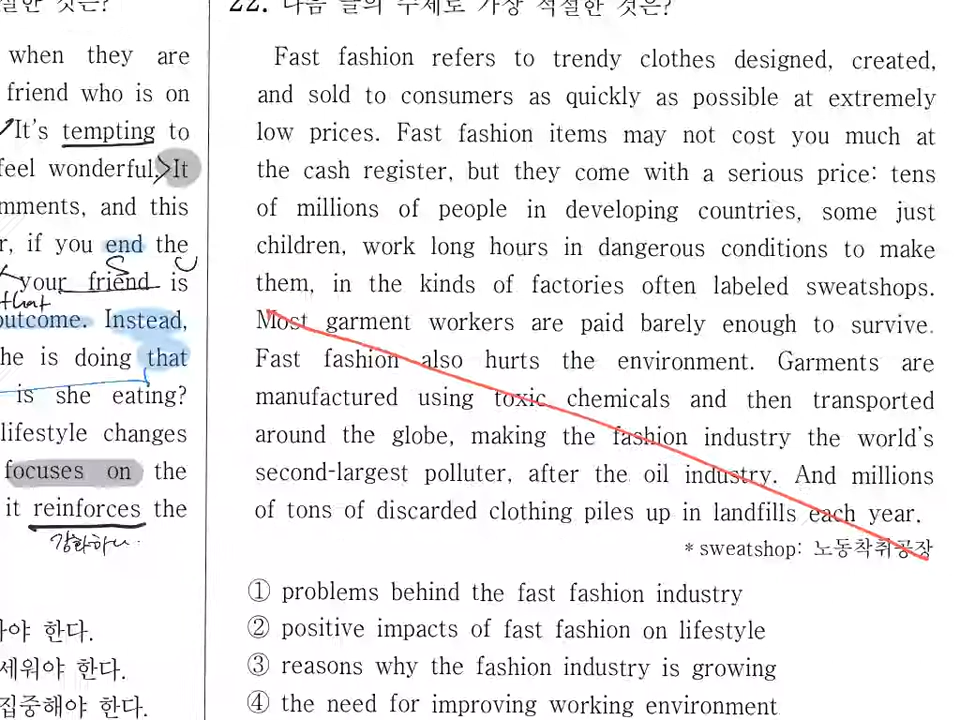 절한 것은?
when they are
friend who is on
It's tempting to
feel wonderful. It
mments, and this
r, if you end the
S
your friend is
that
outcome. Instead,
he is doing that
is she eating?
lifestyle changes
focuses on the
it reinforces the
강화하다
야 한다.
세워야 한다.
집중해야 한다.
22. 다음 글의 주제로 가장 적절한 것은?
Fast fashion refers to trendy clothes designed, created,
and sold to consumers as quickly as possible at extremely
low prices. Fast fashion items may not cost you much at
the cash register, but they come with a serious price: tens
of millions of people in developing countries, some just
children, work long hours in dangerous conditions to make
them, in the kinds of factories often labeled sweatshops.
Most garment workers are paid barely enough to survive.
Fast fashion also hurts the environment. Garments are
manufactured using toxic chemicals and then transported
around the globe, making the fashion industry the world's
second-largest polluter, after the oil industry. And millions
of tons of discarded clothing piles up in landfills each year.
* sweatshop: 노동착취공장
① problems behind the fast fashion industry
② positive impacts of fast fashion on lifestyle
③ reasons why the fashion industry is growing
④ the need for improving working environment